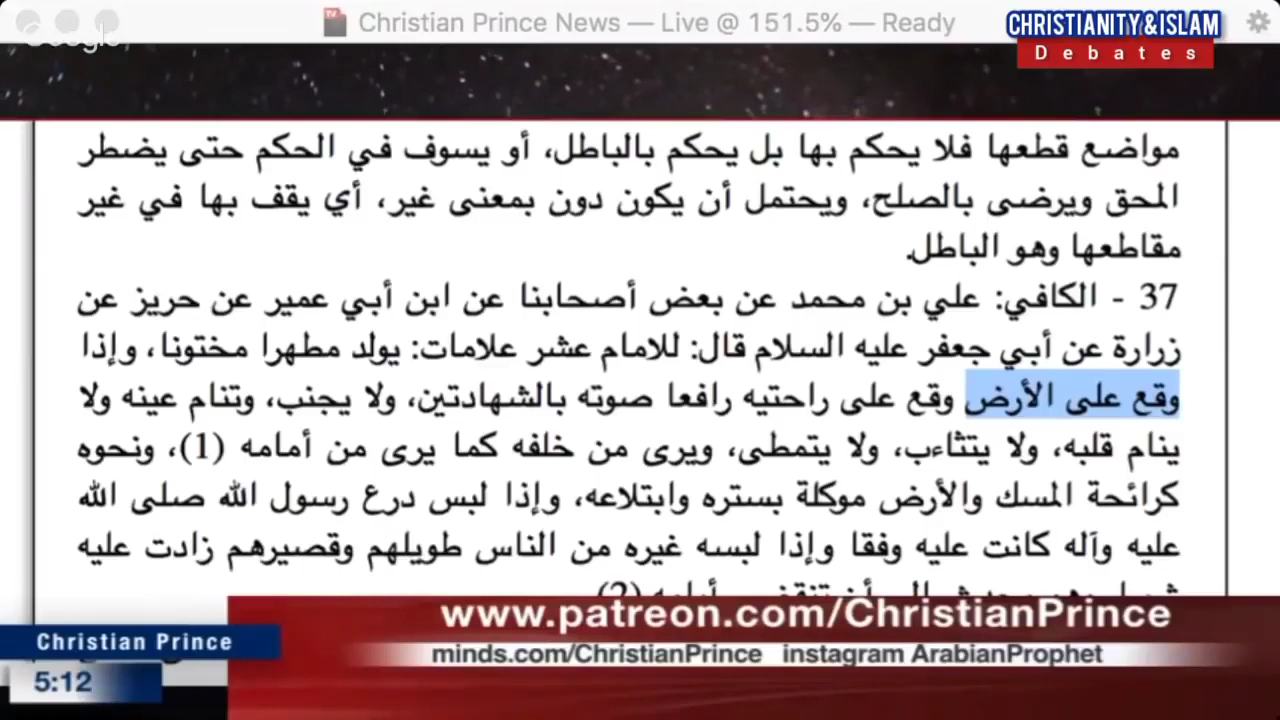 Christian Prince News — Live @ 151.5% — Ready
CHRISTIANITY & ISLAM
Debates
Google
مواضع قطعها فلا يحكم بها بل يحكم بالباطل، أو يسوف في الحكم حتى يضطر
المحق ويرضى بالصلح، ويحتمل أن يكون دون بمعنى غير، أي يقف بها في غير
مقاطعها وهو الباطل.
37 - الكافي: علي بن محمد عن بعض أصحابنا عن ابن أبي عمير عن حريز عن
زرارة عن أبي جعفر عليه السلام قال: للامام عشر علامات: يولد مطهرا مختونا، وإذا
وقع على الأرض وقع على راحتيه رافعا صوته بالشهادتين، ولا يجنب، وتنام عينه ولا
ينام قلبه، ولا يتثاءب، ولا يتمطى، ويرى من خلفه كما يرى من أمامه (1)، ونحوه
كرائحة المسك والأرض موكلة بستره وابتلاعه، وإذا لبس درع رسول الله صلى الله
عليه وآله كانت عليه وفقا وإذا لبسه غيره من الناس طويلهم وقصيرهم زادت عليه
www.patreon.com/ChristianPrince
Christian Prince
minds.com/ChristianPrince instagram ArabianProphet
5:12